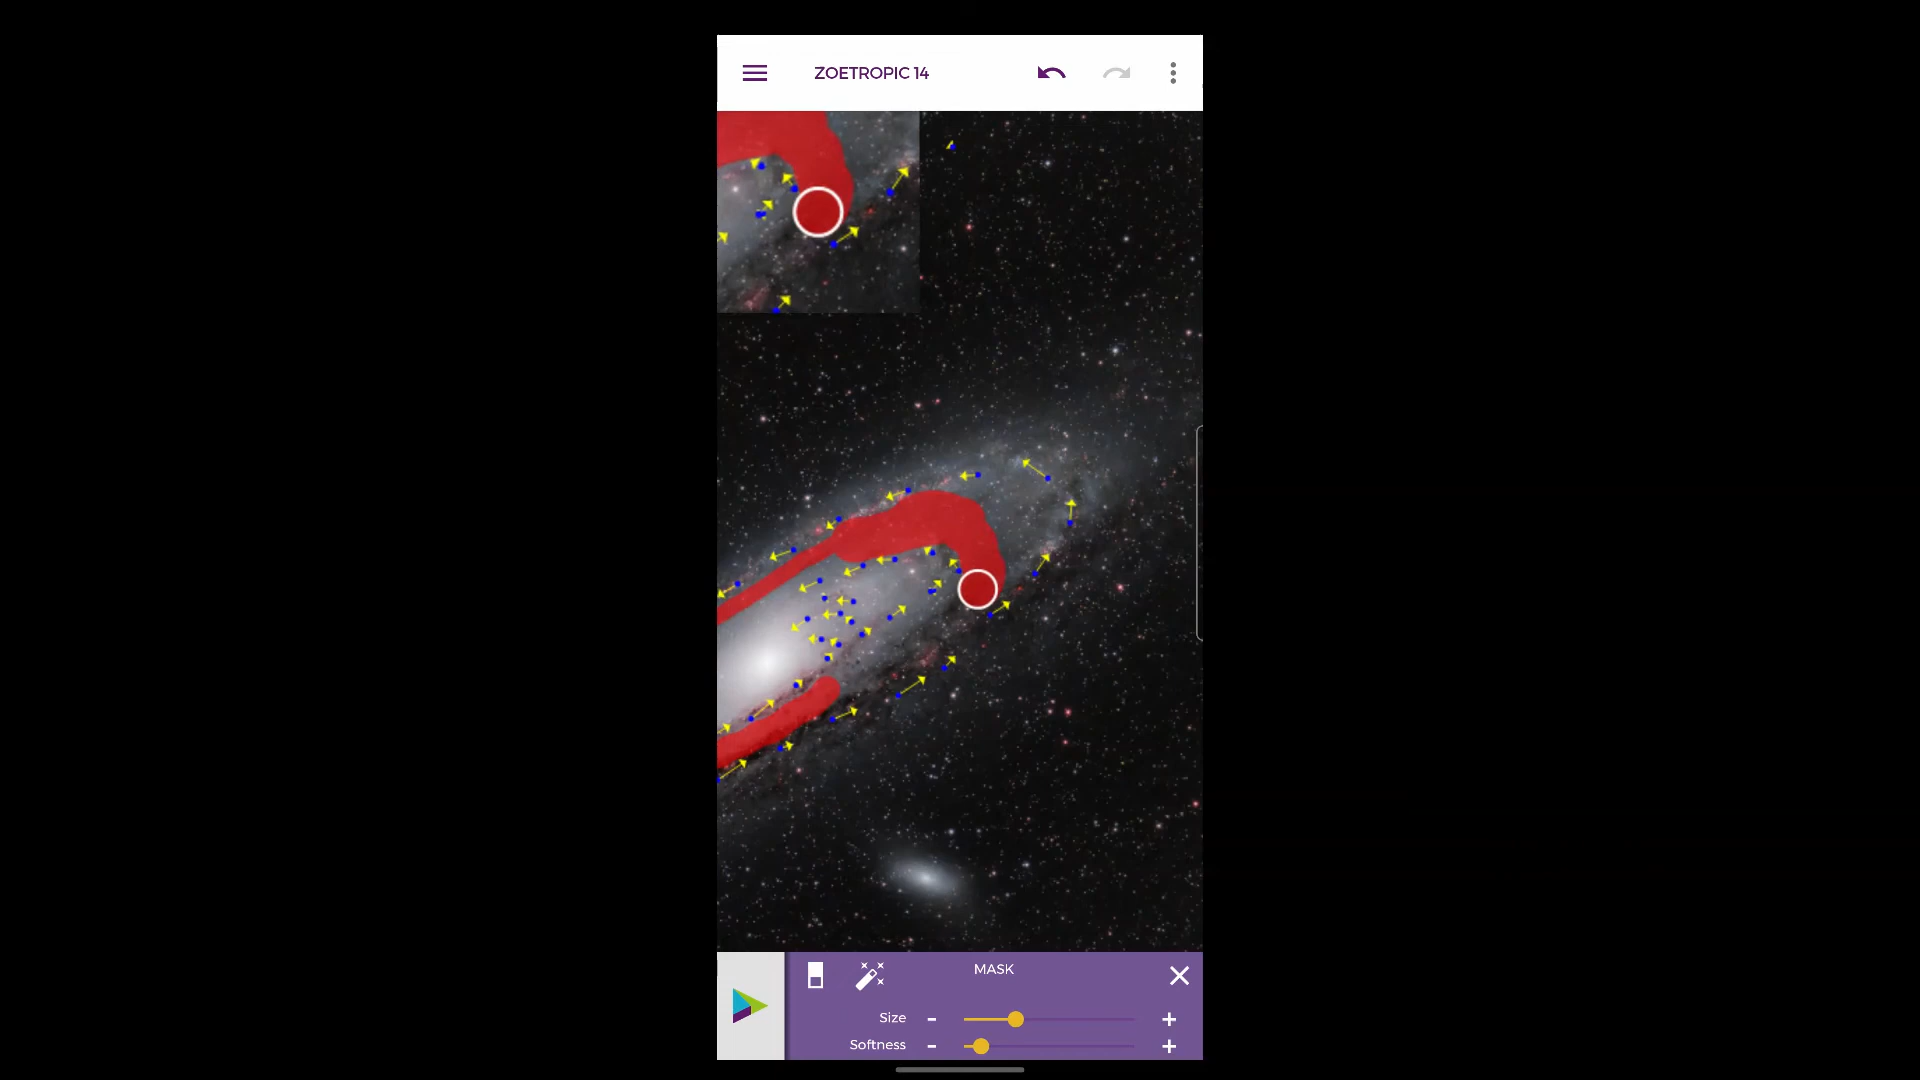 ZOETROPIC 14
MASK
Size - +
Softness - +